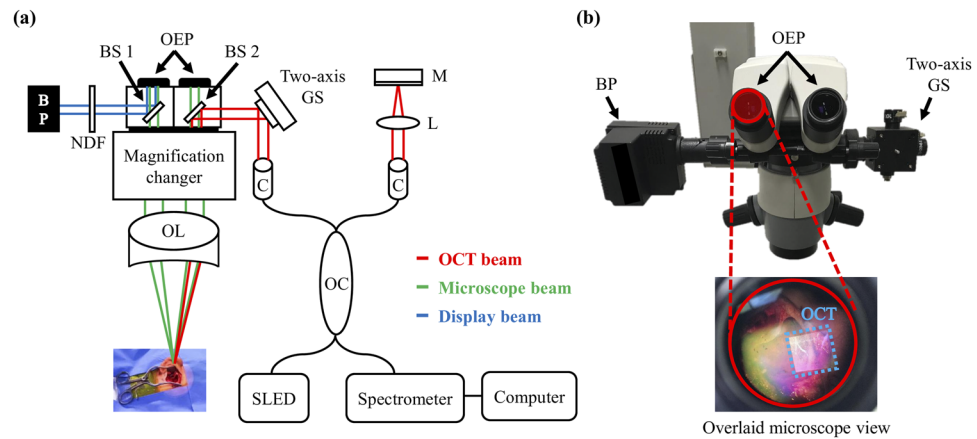 (a)
OEP
BS 1
BS 2
Two-axis
GS
M
B
P
NDF
L
Magnification
changer
C
C
OL
OC
OCT beam
Microscope beam
Display beam
SLED
Spectrometer
Computer
(b)
OEP
BP
Two-axis
GS
OCT
Overlaid microscope view